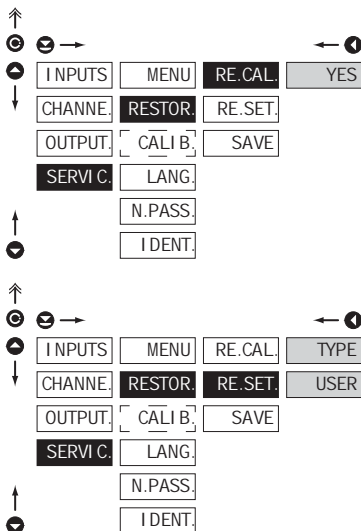 INPUTS MENU RE.CAL. YES
CHANNE. RESTOR. RE.SET.
OUTPUT. CALIB. SAVE
SERVIC. LANG.
N.PASS.
IDENT.
INPUTS MENU RE.CAL. TYPE
CHANNE. RESTOR. RE.SET. USER
OUTPUT. CALIB. SAVE
SERVIC. LANG.
N.PASS.
IDENT.